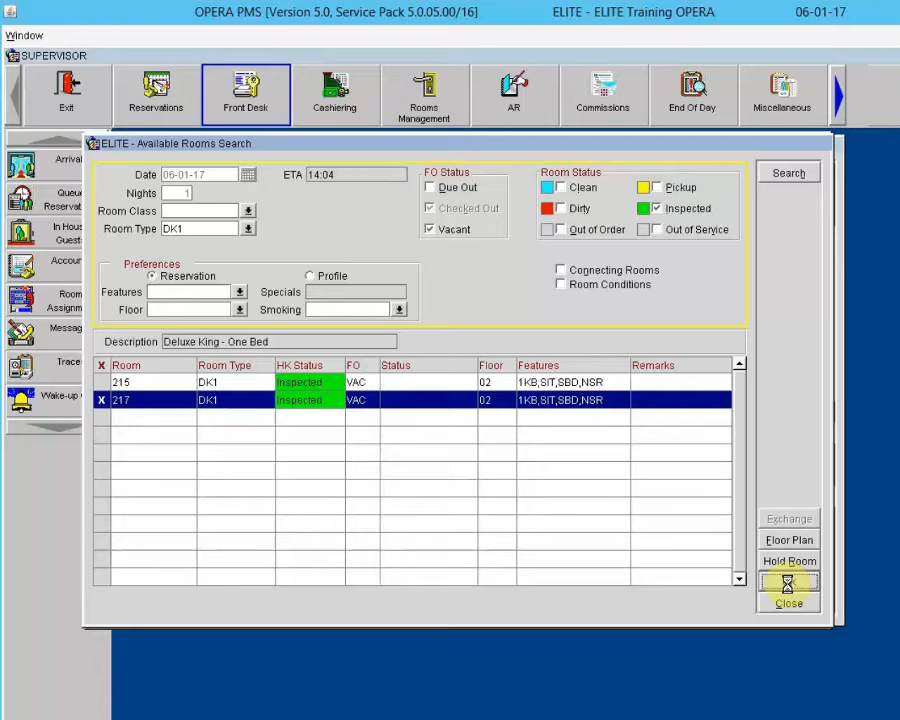 OPERA PMS [Version 5.0, Service Pack 5.0.05.00/16] ELITE - ELITE Training OPERA 06-01-17
Window
SUPERVISOR
Exit Reservations Front Desk Cashiering Rooms Management AR Commissions End Of Day Miscellaneous
Arrival
Queue
Reservat
In Hous
Guest
Accour
Room
Assignm
Messag
Trace
Wake-up
ELITE - Available Rooms Search
Date 06-01-17 ETA 14:04
Nights 1
Room Class
Room Type DK1
FO Status
Due Out
Checked Out
Vacant
Room Status
Clean Pickup
Dirty Inspected
Out of Order Out of Service
Connecting Rooms
Room Conditions
Preferences
Reservation Profile
Features Specials
Floor Smoking
Search
Description Deluxe King - One Bed
X Room Room Type HK Status FO Status Floor Features Remarks
215 DK1 Inspected VAC 02 1KB,SIT,SBD,NSR
X 217 DK1 Inspected VAC 02 1KB,SIT,SBD,NSR
Exchange
Floor Plan
Hold Room
Close